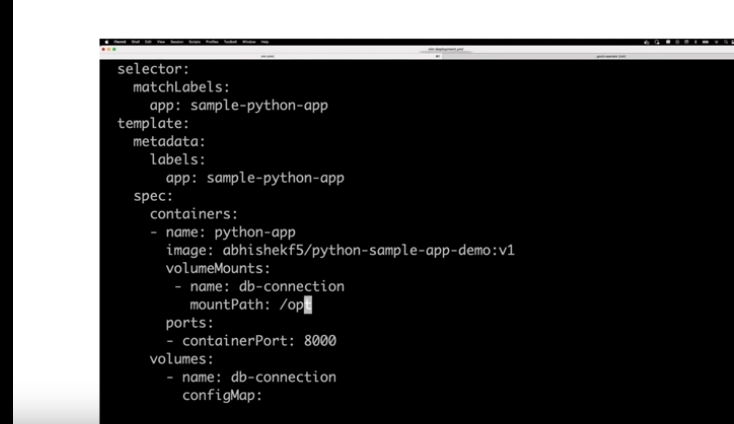 selector:
matchLabels:
app: sample-python-app
template:
metadata:
labels:
app: sample-python-app
spec:
containers:
- name: python-app
image: abhishekf5/python-sample-app-demo:v1
volumeMounts:
- name: db-connection
mountPath: /opt
ports:
- containerPort: 8000
volumes:
- name: db-connection
configMap: